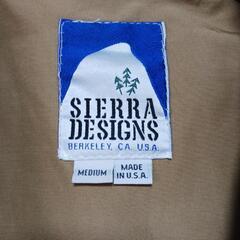 SIERRA
DESIGNS
BERKELEY, CA. U.S.A.
MEDIUM
MADE
IN U.S.A.